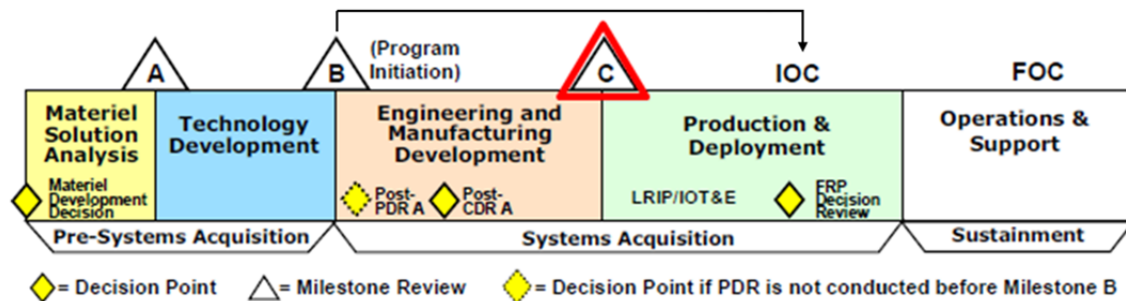 (Program
Initiation)
A
B
C
IOC
FOC
Materiel
Solution
Analysis
Technology
Development
Engineering and
Manufacturing
Development
Production &
Deployment
Operations &
Support
Materiel
Development
Decision
Post-
PDR A
Post-
CDR A
LRIP/IOT&E
ERP
Decision
Review
Pre-Systems Acquisition
Systems Acquisition
Sustainment
= Decision Point
= Milestone Review
= Decision Point if PDR is not conducted before Milestone B